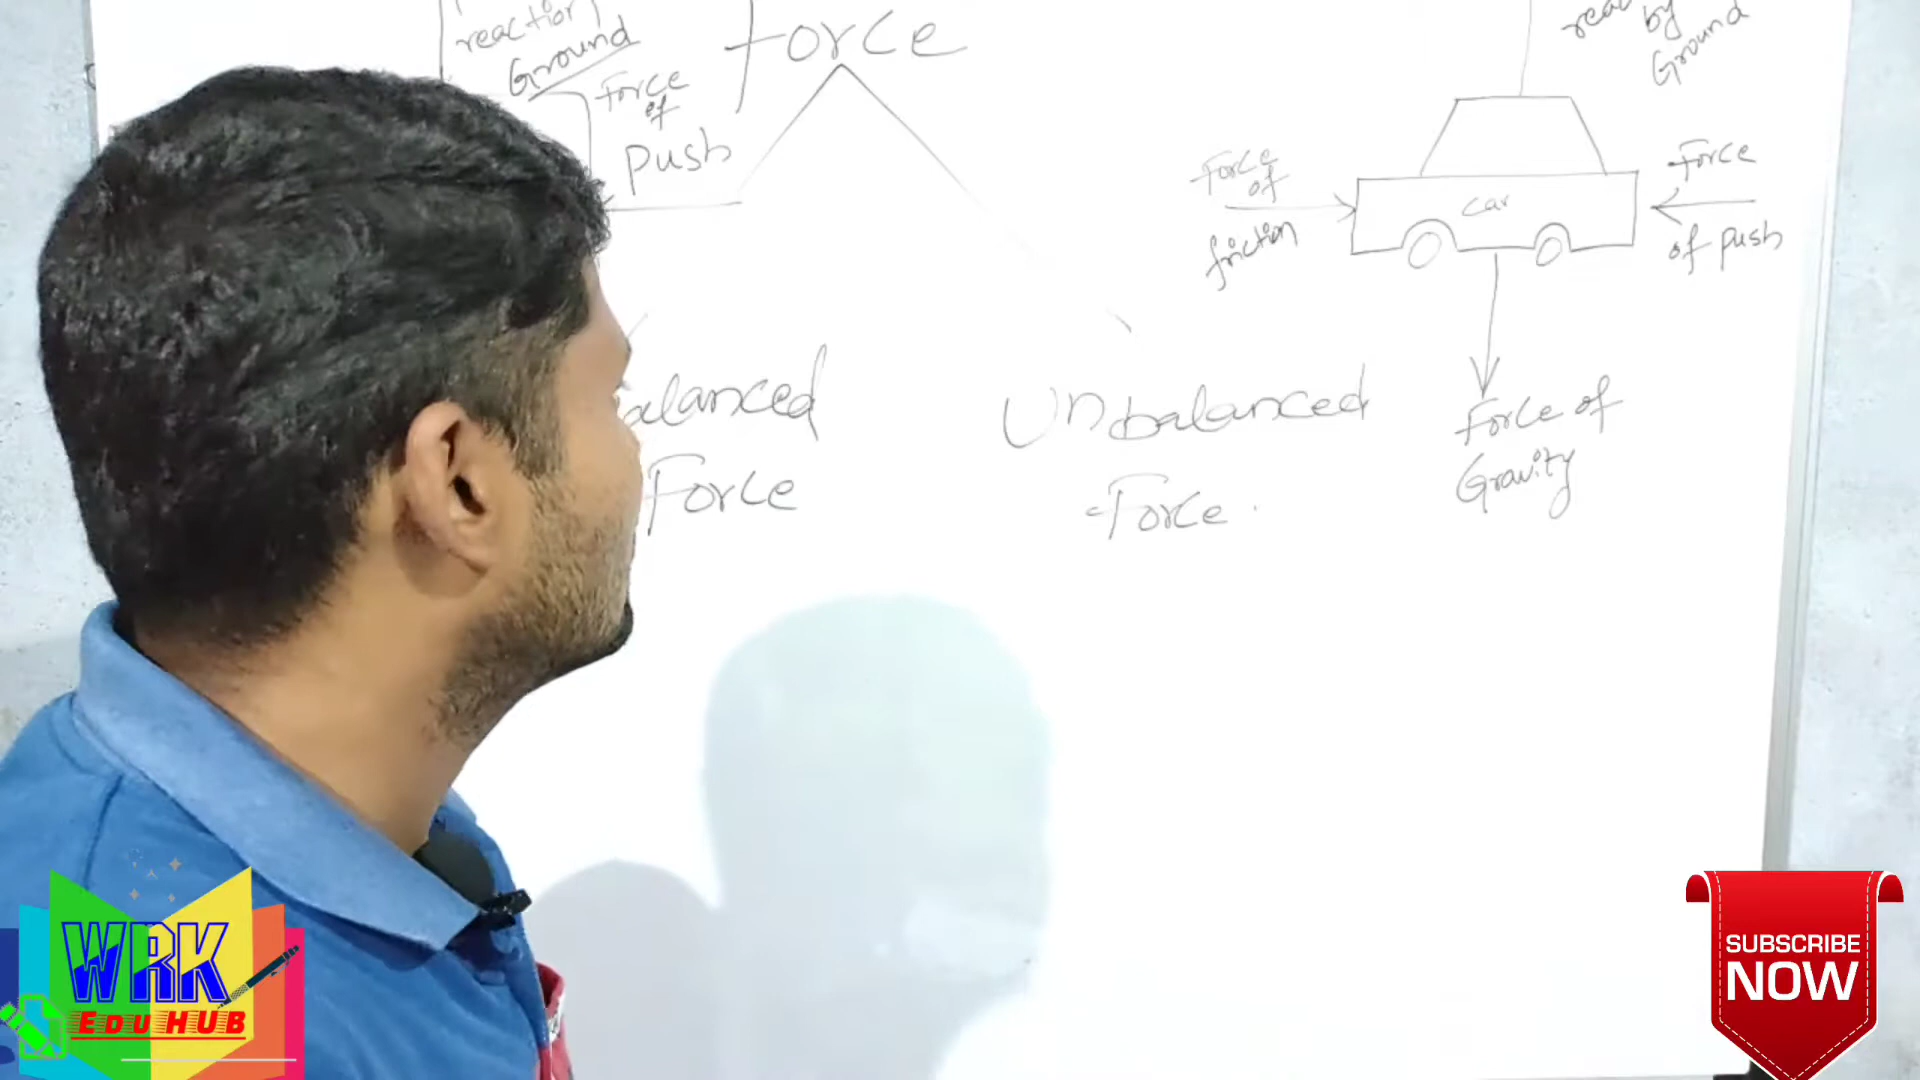 reaction
Ground
Force
of
Push
Force
by
Ground
Force
of
friction
Car
Force
of push
Force of
Gravity
alanced
Force
Unbalanced
Force
WRK
EDU HUB
SUBSCRIBE
NOW